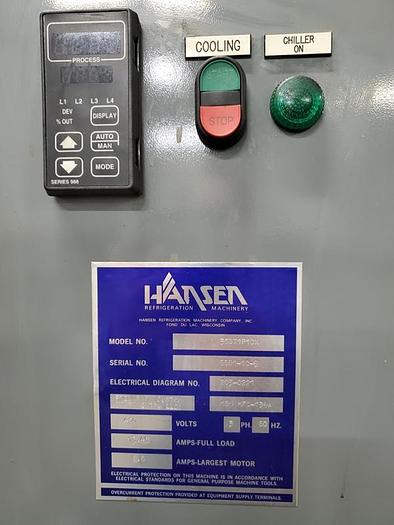 COOLING
CHILLER
ON
PROCESS
L1 L2 L3 L4
DEV
% OUT
DISPLAY
AUTO
MAN
MODE
SERIES 988
STOP
HANSEN
REFRIGERATION MACHINERY
HANSEN REFRIGERATION MACHINERY COMPANY, INC.
FOND DU LAC, WISCONSIN
MODEL NO.
SERIAL NO.
ELECTRICAL DIAGRAM NO.
VOLTS 3 PH. 60 HZ.
AMPS-FULL LOAD
AMPS-LARGEST MOTOR
ELECTRICAL PROTECTION ON THIS MACHINE IS IN ACCORDANCE WITH
ELECTRICAL STANDARDS FOR GENERAL PURPOSE MACHINE TOOLS.
OVERCURRENT PROTECTION PROVIDED AT EQUIPMENT SUPPLY TERMINALS.